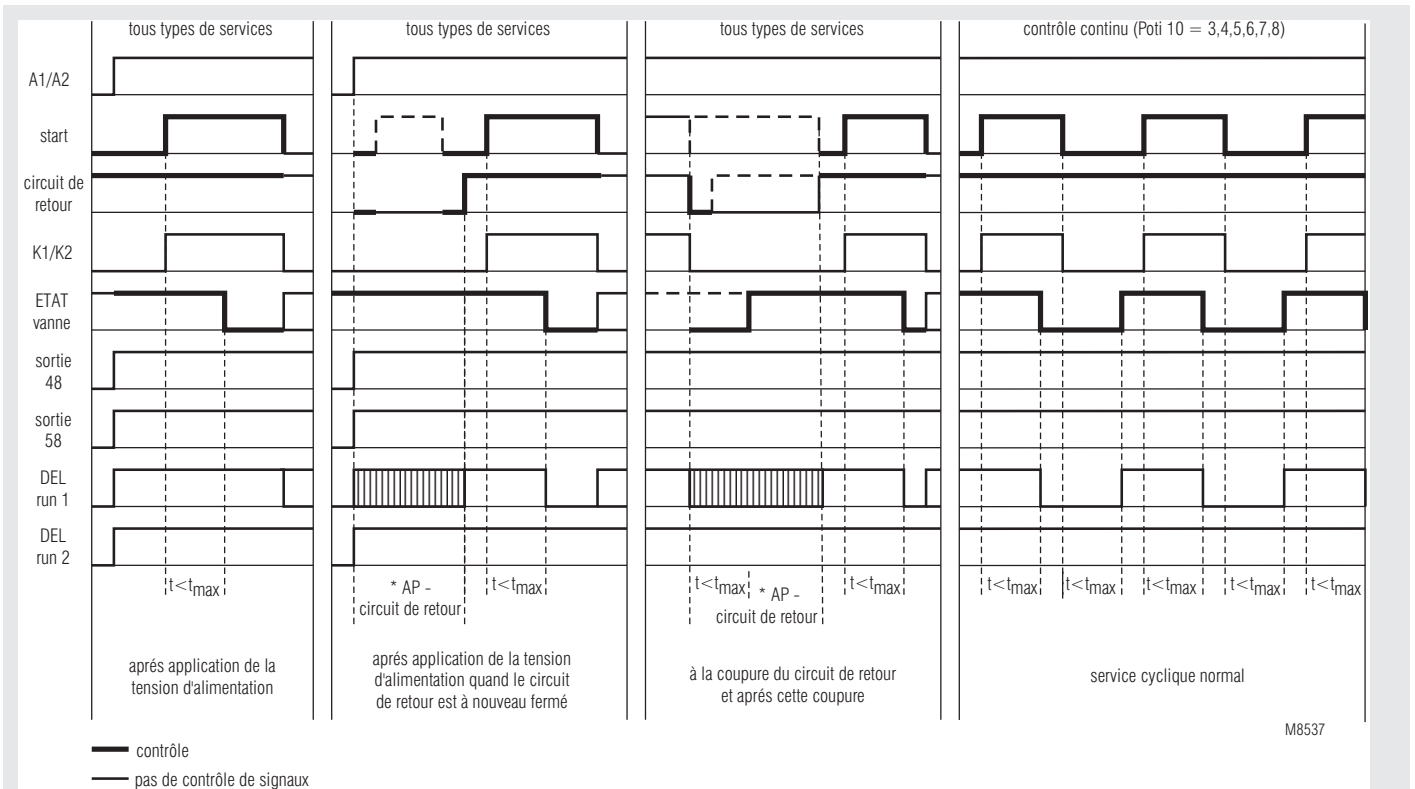 tous types de services
tous types de services
tous types de services
contrôle continu (Poti 10 = 3,4,5,6,7,8)
A1/A2
start
circuit de
retour
K1/K2
ETAT
vanne
sortie
48
sortie
58
DEL
run 1
DEL
run 2
t<tmax
* AP -
circuit de retour
t<tmax
t<tmax
* AP -
circuit de retour
t<tmax
t<tmax
t<tmax
t<tmax
t<tmax
t<tmax
aprés application de la
tension d'alimentation
aprés application de la tension
d'alimentation quand le circuit
de retour est à nouveau fermé
à la coupure du circuit de retour
et aprés cette coupure
service cyclique normal
M8537
contrôle
pas de contrôle de signaux